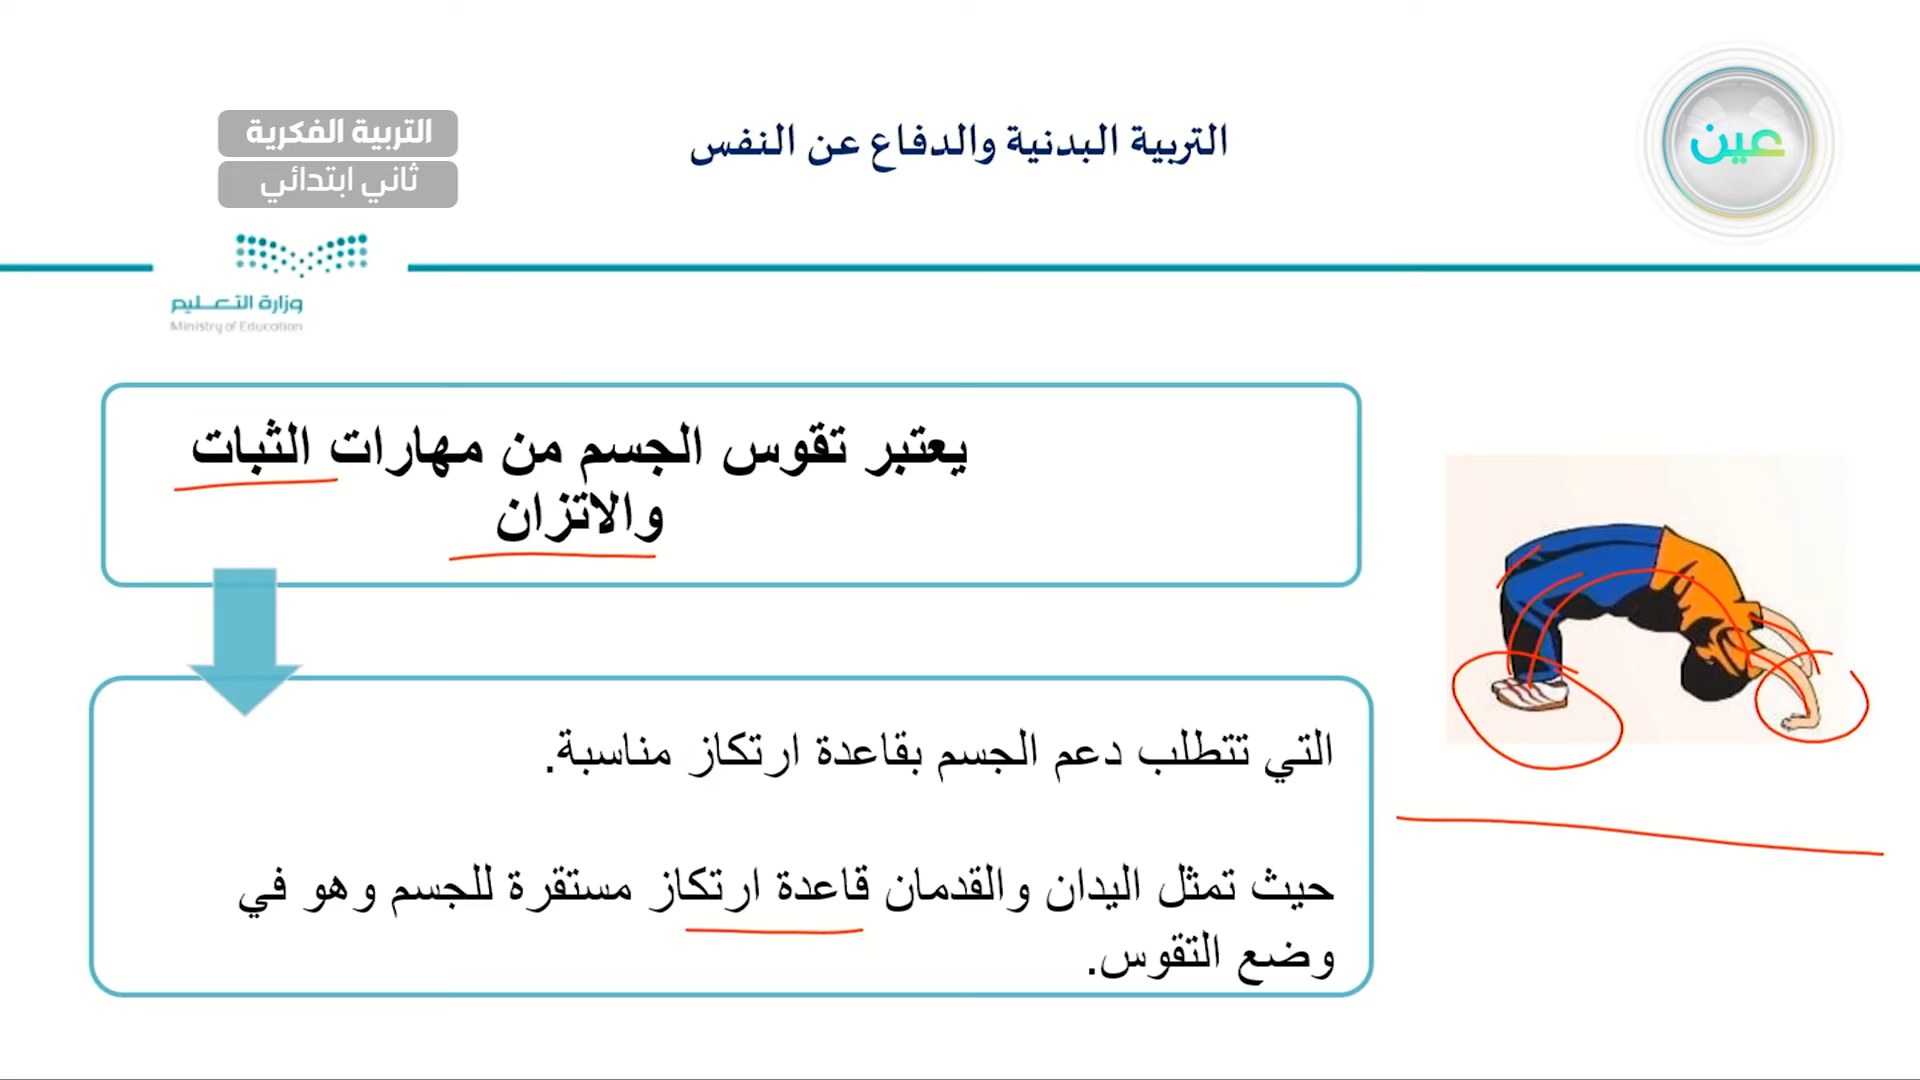 عين
التربية البدنية والدفاع عن النفس
التربية الفكرية
ثاني ابتدائي
وزارة التعليم
Ministry of Education
يعتبر تقوس الجسم من مهارات الثبات
والاتزان
التي تتطلب دعم الجسم بقاعدة ارتكاز مناسبة.
حيث تمثل اليدان والقدمان قاعدة ارتكاز مستقرة للجسم وهو في
وضع التقوس.